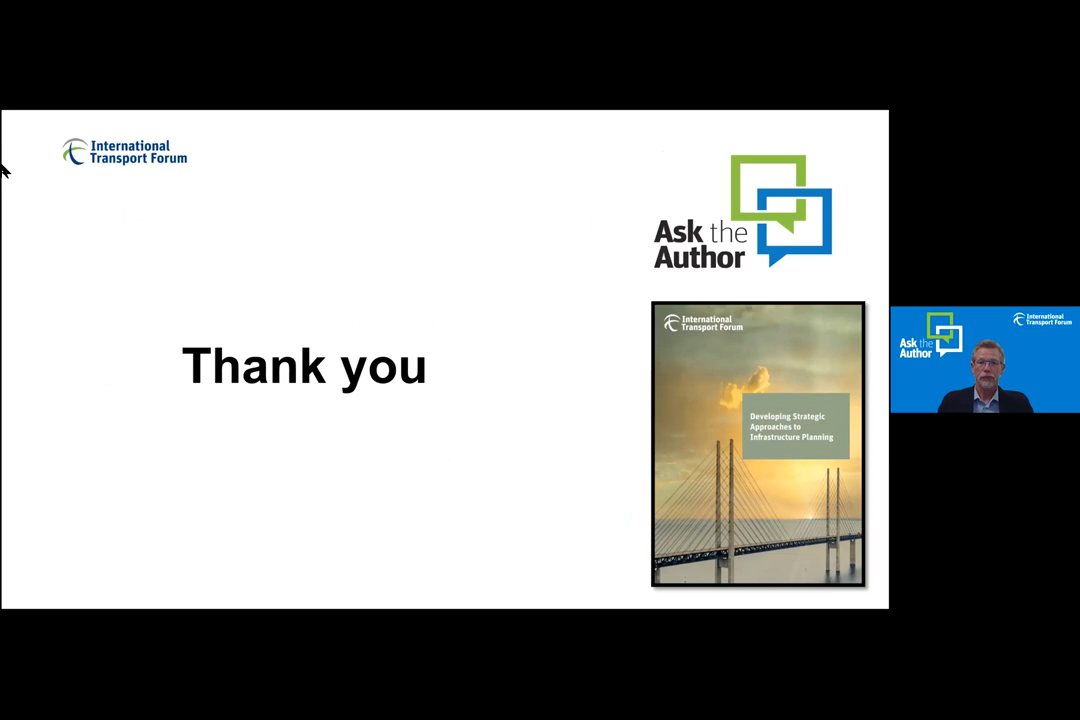 International
Transport Forum
Ask the
Author
Thank you
International
Transport Forum
Developing Strategic
Approaches to
Infrastructure Planning
Ask the
Author
International
Transport Forum